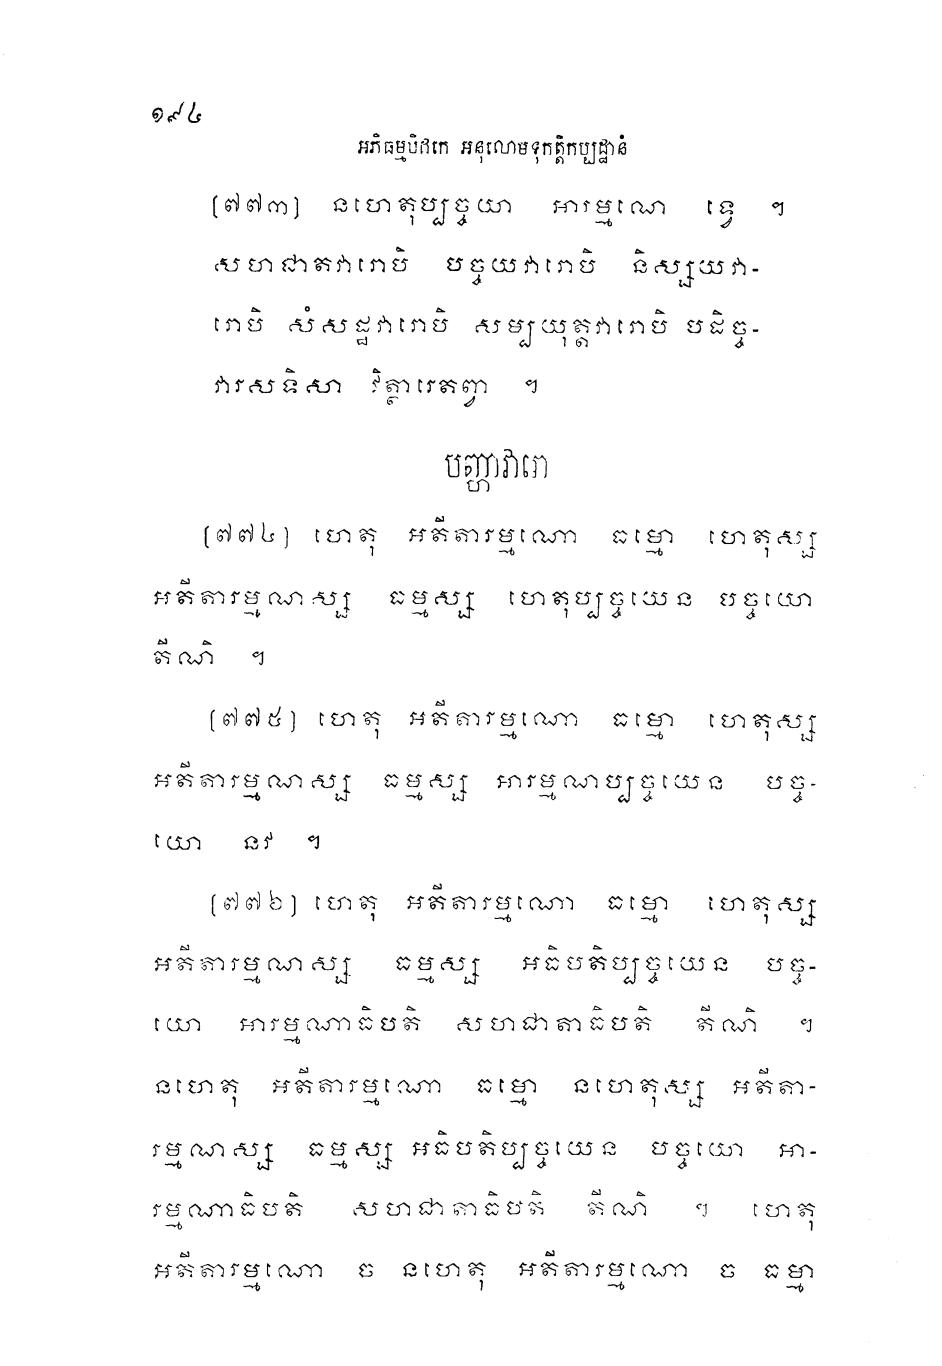 ១៩៤
អភិធម្មបិដកេ អនុលោមទុកត្តិកប្បដ្ឋានំ
[៧៧៣] នហេតុប្បច្ចយា អារម្មណេ ទ្វេ ។
សហជាតវារោបិ បច្ចយវារោបិ និស្សយវា-
រោបិ សំសដ្ឋវារោបិ សម្បយុត្តវារោបិ បដិច្ច-
វារសទិសា វិត្ថារេតព្វា ។
បញ្ហាវារោ
[៧៧៤] ហេតុ អតីតារម្មណោ ធម្មោ ហេតុស្ស
អតីតារម្មណស្ស ធម្មស្ស ហេតុប្បច្ចយេន បច្ចយោ
តីណិ ។
[៧៧៥] ហេតុ អតីតារម្មណោ ធម្មោ ហេតុស្ស
អតីតារម្មណស្ស ធម្មស្ស អារម្មណប្បច្ចយេន បច្ច-
យោ នវ ។
[៧៧៦] ហេតុ អតីតារម្មណោ ធម្មោ ហេតុស្ស
អតីតារម្មណស្ស ធម្មស្ស អធិបតិប្បច្ចយេន បច្ច-
យោ អារម្មណាធិបតិ សហជាតាធិបតិ តីណិ ។
នហេតុ អតីតារម្មណោ ធម្មោ នហេតុស្ស អតីតា-
រម្មណស្ស ធម្មស្ស អធិបតិប្បច្ចយេន បច្ចយោ អា-
រម្មណាធិបតិ សហជាតាធិបតិ តីណិ ។ ហេតុ
អតីតារម្មណោ ច នហេតុ អតីតារម្មណោ ច ធម្មា